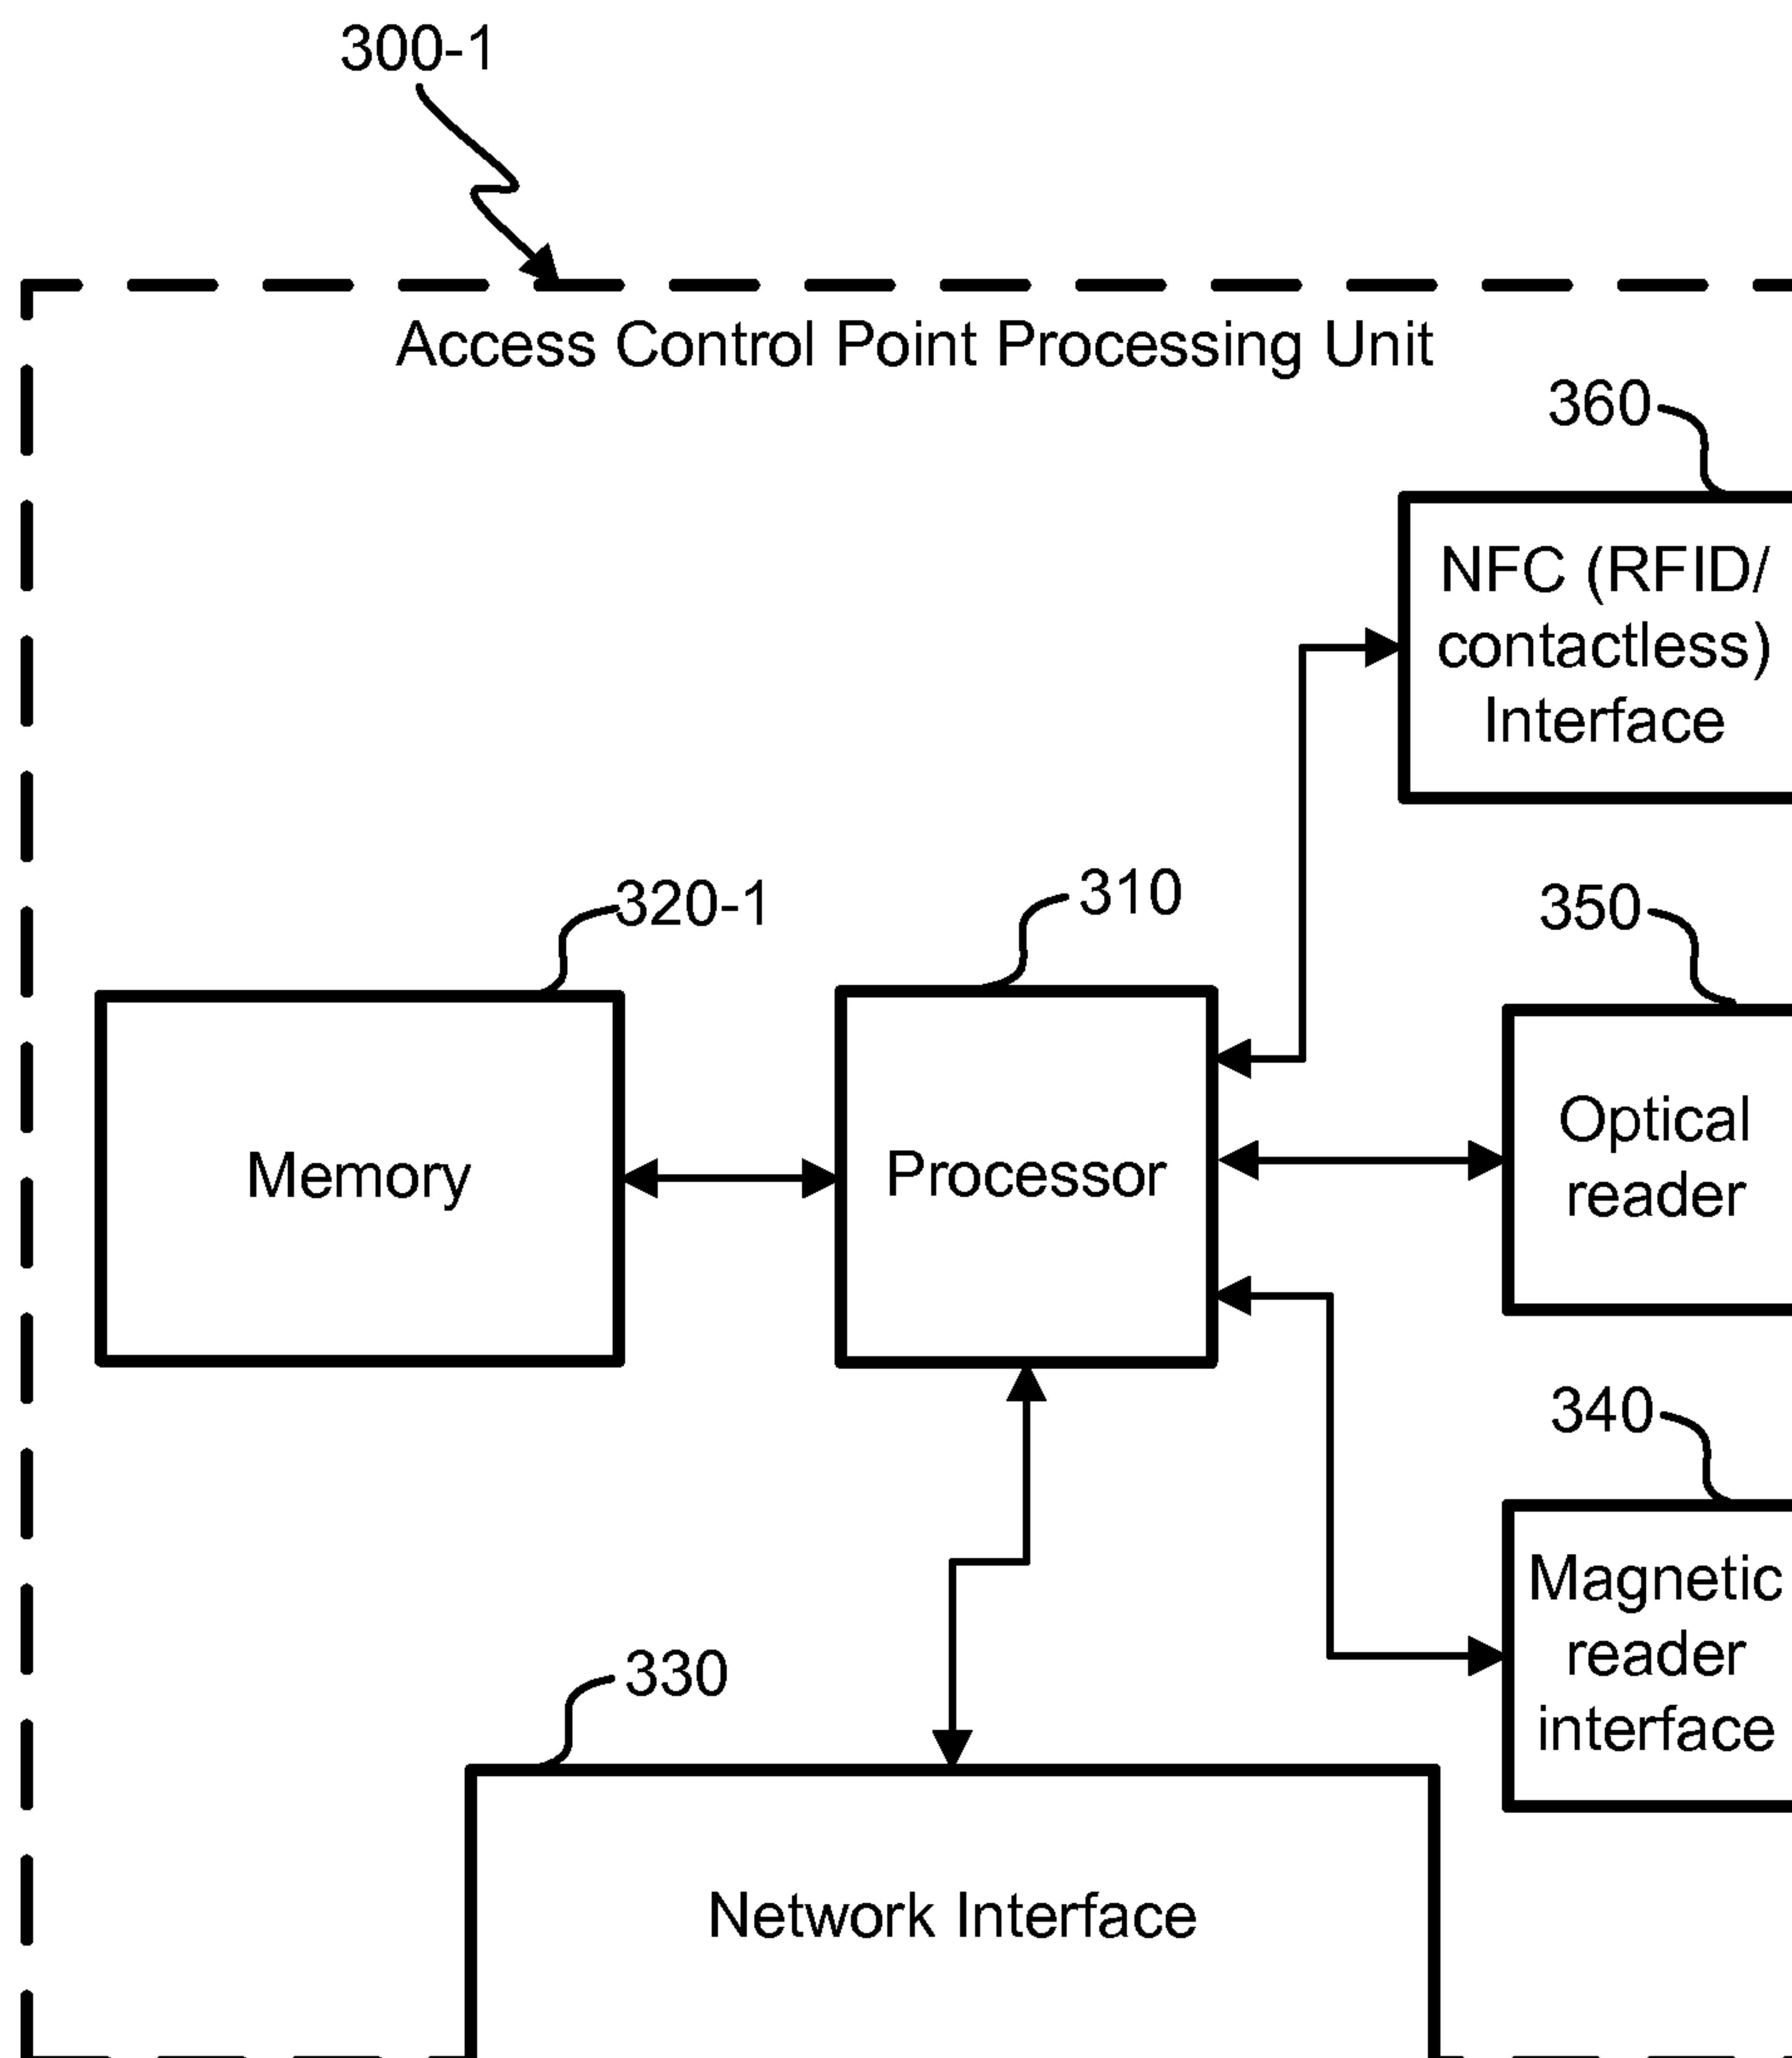 300-1
Access Control Point Processing Unit
360
NFC (RFID/
contactless)
Interface
320-1
310
350
Memory
Processor
Optical
reader
340
Magnetic
reader
interface
330
Network Interface